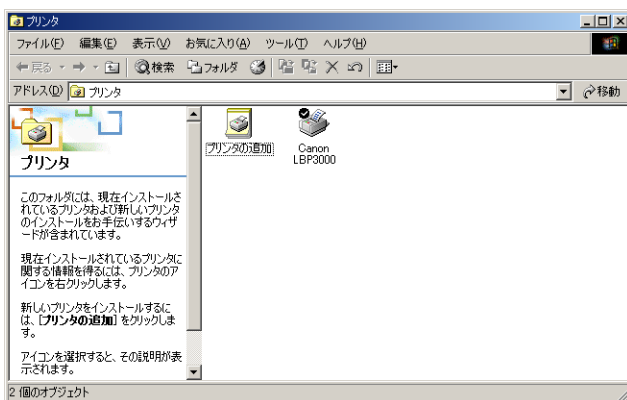 プリンタ
ファイル(F) 編集(E) 表示(V) お気に入り(A) ツール(T) ヘルプ(H)
戻る 検索 フォルダ
アドレス(D) プリンタ 移動
プリンタ
このフォルダには、現在インストールさ
れているプリンタおよび新しいプリンタ
のインストールをお手伝いするウィザ
ードが含まれています。
現在インストールされているプリンタに
関する情報を得るには、プリンタのア
イコンを右クリックします。
新しいプリンタをインストールするに
は、[プリンタの追加] をクリックしま
す。
アイコンを選択すると、その説明が表
示されます。
プリンタの追加
Canon
LBP3000
2 個のオブジェクト